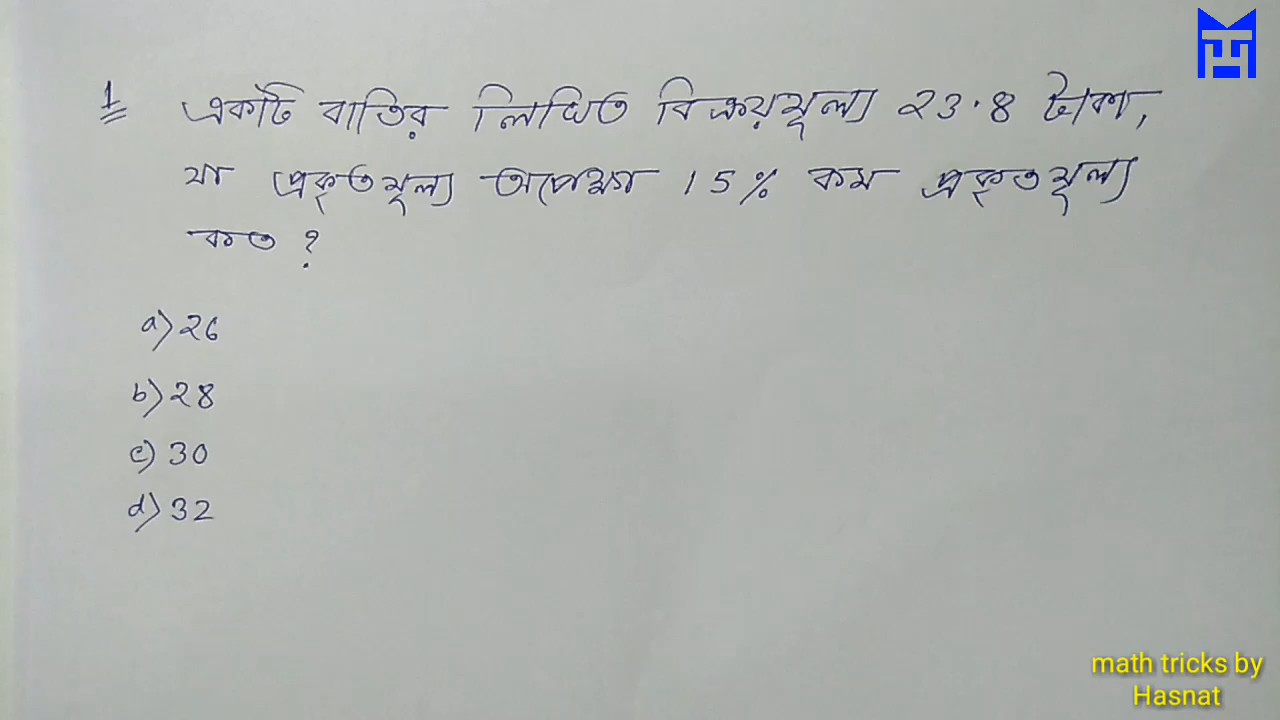 1 একটি বাতির লিখিত বিক্রয়মূল্য 23.8 টাকা,
যা প্রকৃতমূল্য অপেক্ষা 15% কম প্রকৃতমূল্য
কত ?
a) 26
b) 28
c) 30
d) 32
math tricks by
Hasnat